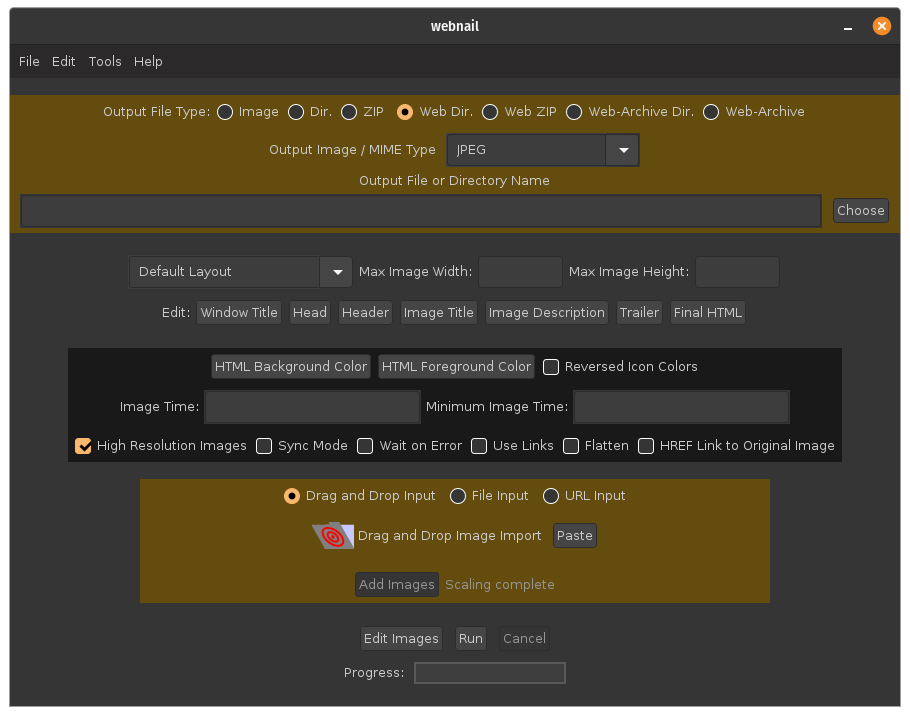 webnail
File Edit Tools Help
Output File Type: Image Dir. ZIP Web Dir. Web ZIP Web-Archive Dir. Web-Archive
Output Image / MIME Type JPEG
Output File or Directory Name
Choose
Default Layout Max Image Width: Max Image Height:
Edit: Window Title Head Header Image Title Image Description Trailer Final HTML
HTML Background Color HTML Foreground Color Reversed Icon Colors
Image Time: Minimum Image Time:
High Resolution Images Sync Mode Wait on Error Use Links Flatten HREF Link to Original Image
Drag and Drop Input File Input URL Input
Drag and Drop Image Import Paste
Add Images Scaling complete
Edit Images Run Cancel
Progress: